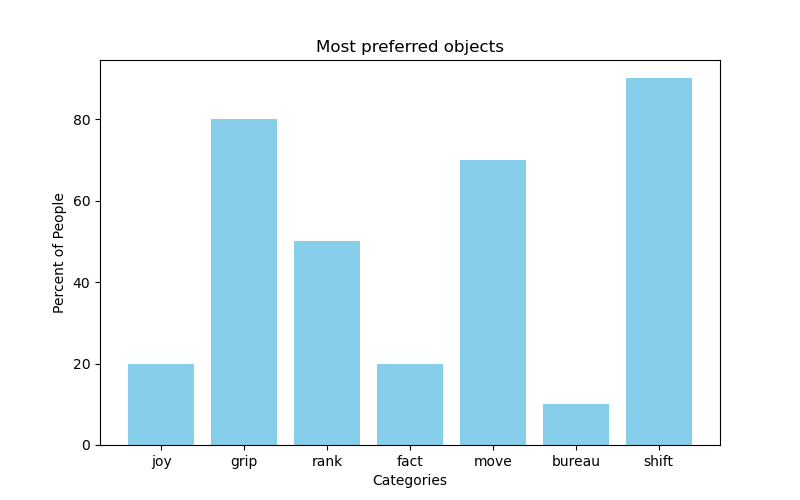 Most preferred objects
Percent of People
80
60
40
20
0
joy grip rank fact move bureau shift
Categories